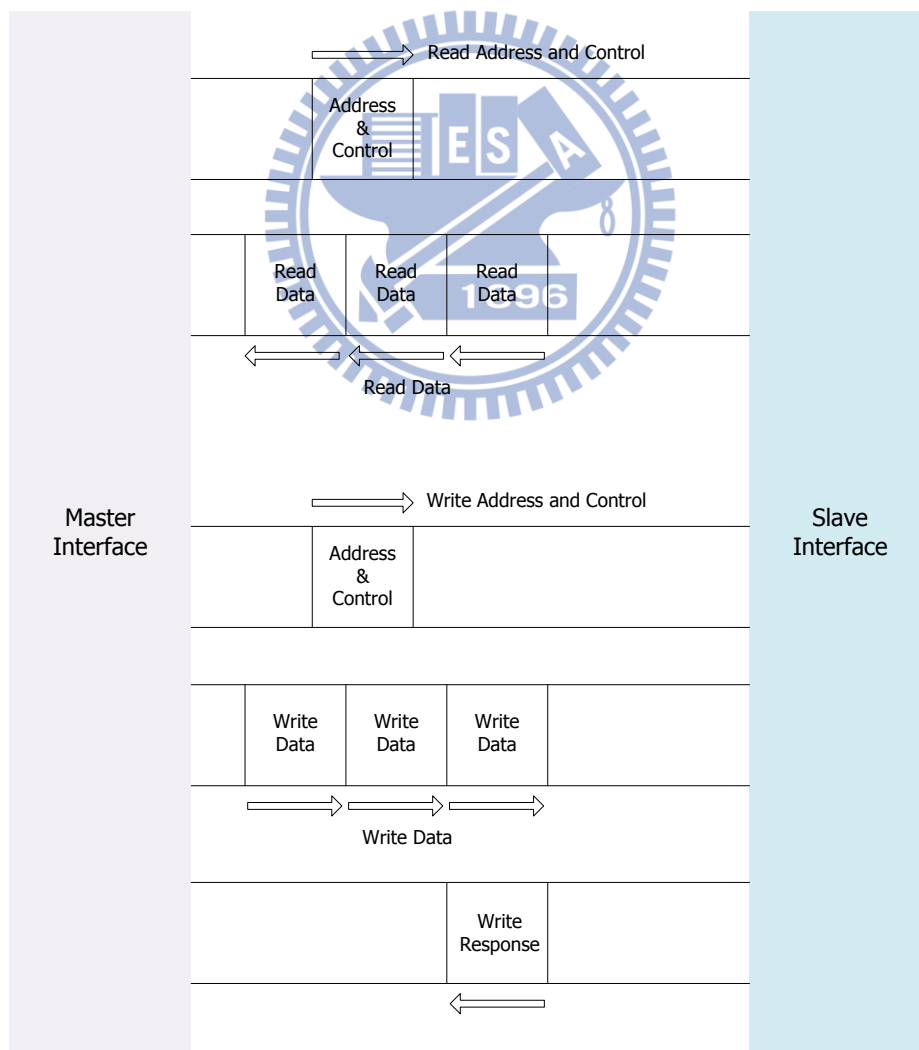 Read Address and Control
Address
&
Control
E S A
Read
Data
Read
Data
Read
Data
1896
Read Data
Master
Interface
Slave
Interface
Write Address and Control
Address
&
Control
Write
Data
Write
Data
Write
Data
Write Data
Write
Response